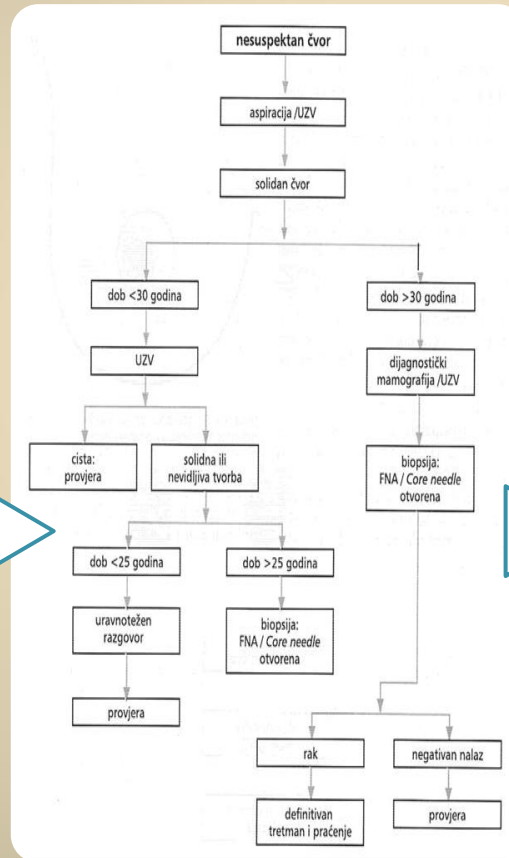 nesuspektan čvor
aspiracija /UZV
solidan čvor
dob <30 godina
dob >30 godina
UZV
dijagnostički
mamografija /UZV
cista:
provjera
solidna ili
nevidljiva tvorba
biopsija:
FNA / Core needle
otvorena
dob <25 godina
dob >25 godina
uravnotežen
razgovor
biopsija:
FNA / Core needle
otvorena
provjera
rak
negativan nalaz
definitivan
tretman i praćenje
provjera